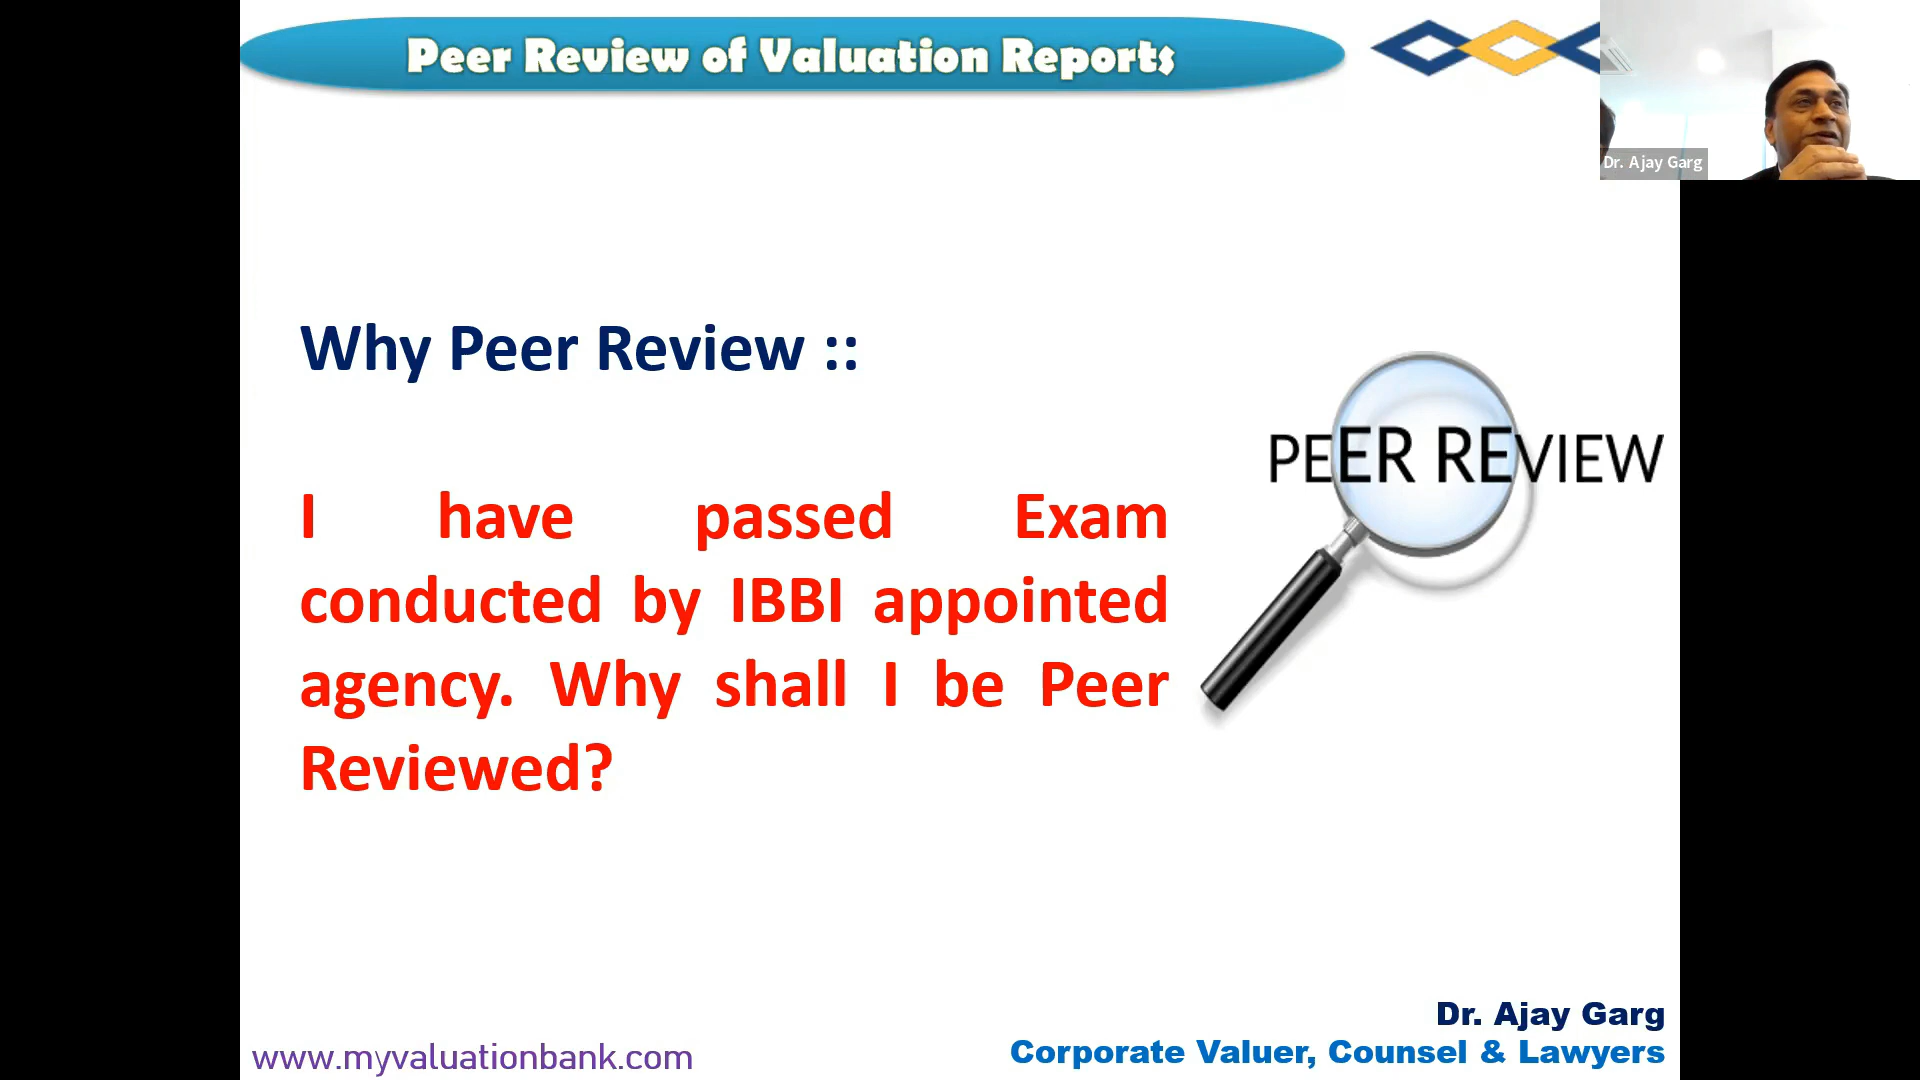 Peer Review of Valuation Reports
Dr. Ajay Garg
Why Peer Review ::
I have passed Exam
conducted by IBBI appointed
agency. Why shall I be Peer
Reviewed?
PEER REVIEW
Dr. Ajay Garg
Corporate Valuer, Counsel & Lawyers
www.myvaluationbank.com